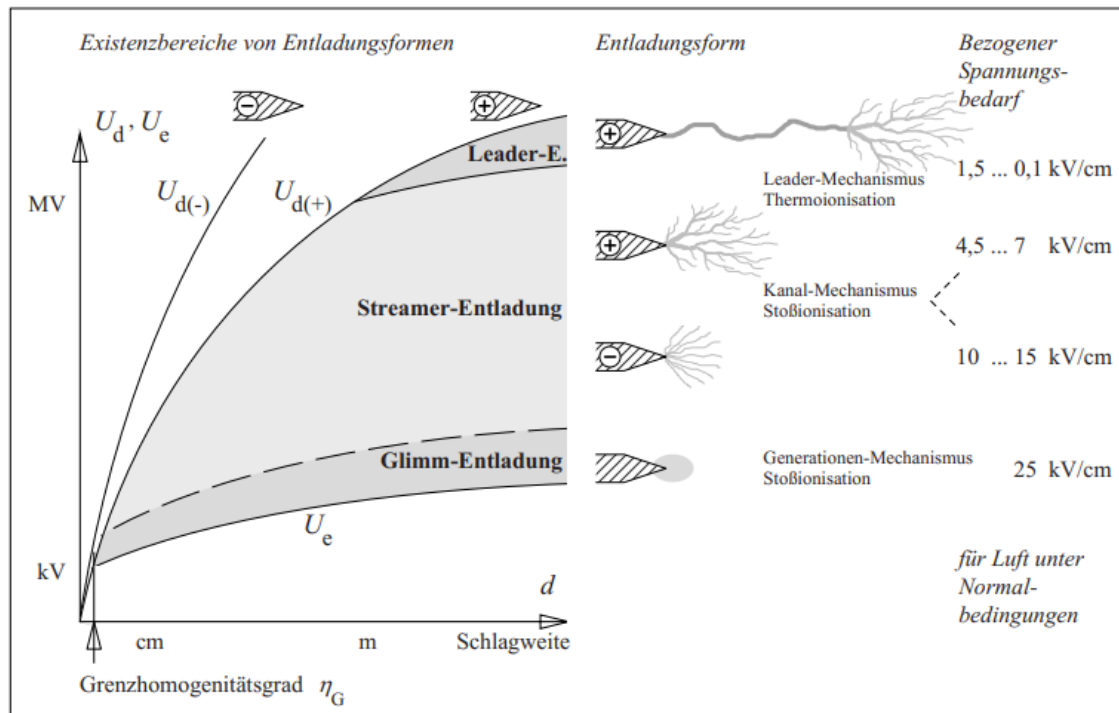 Existenzbereiche von Entladungsformen
Entladungsform
Bezogener
Spannungs-
bedarf
U_d, U_e
−
+
MV
U_d(-)
U_d(+)
Leader-E.
Streamer-Entladung
Glimm-Entladung
U_e
kV
d
cm
m
Schlagweite
Grenzhomogenitätsgrad η_G
+
Leader-Mechanismus
Thermoionisation
1,5 ... 0,1 kV/cm
+
4,5 ... 7 kV/cm
Kanal-Mechanismus
Stoßionisation
−
10 ... 15 kV/cm
Generationen-Mechanismus
Stoßionisation
25 kV/cm
für Luft unter
Normal-
bedingungen